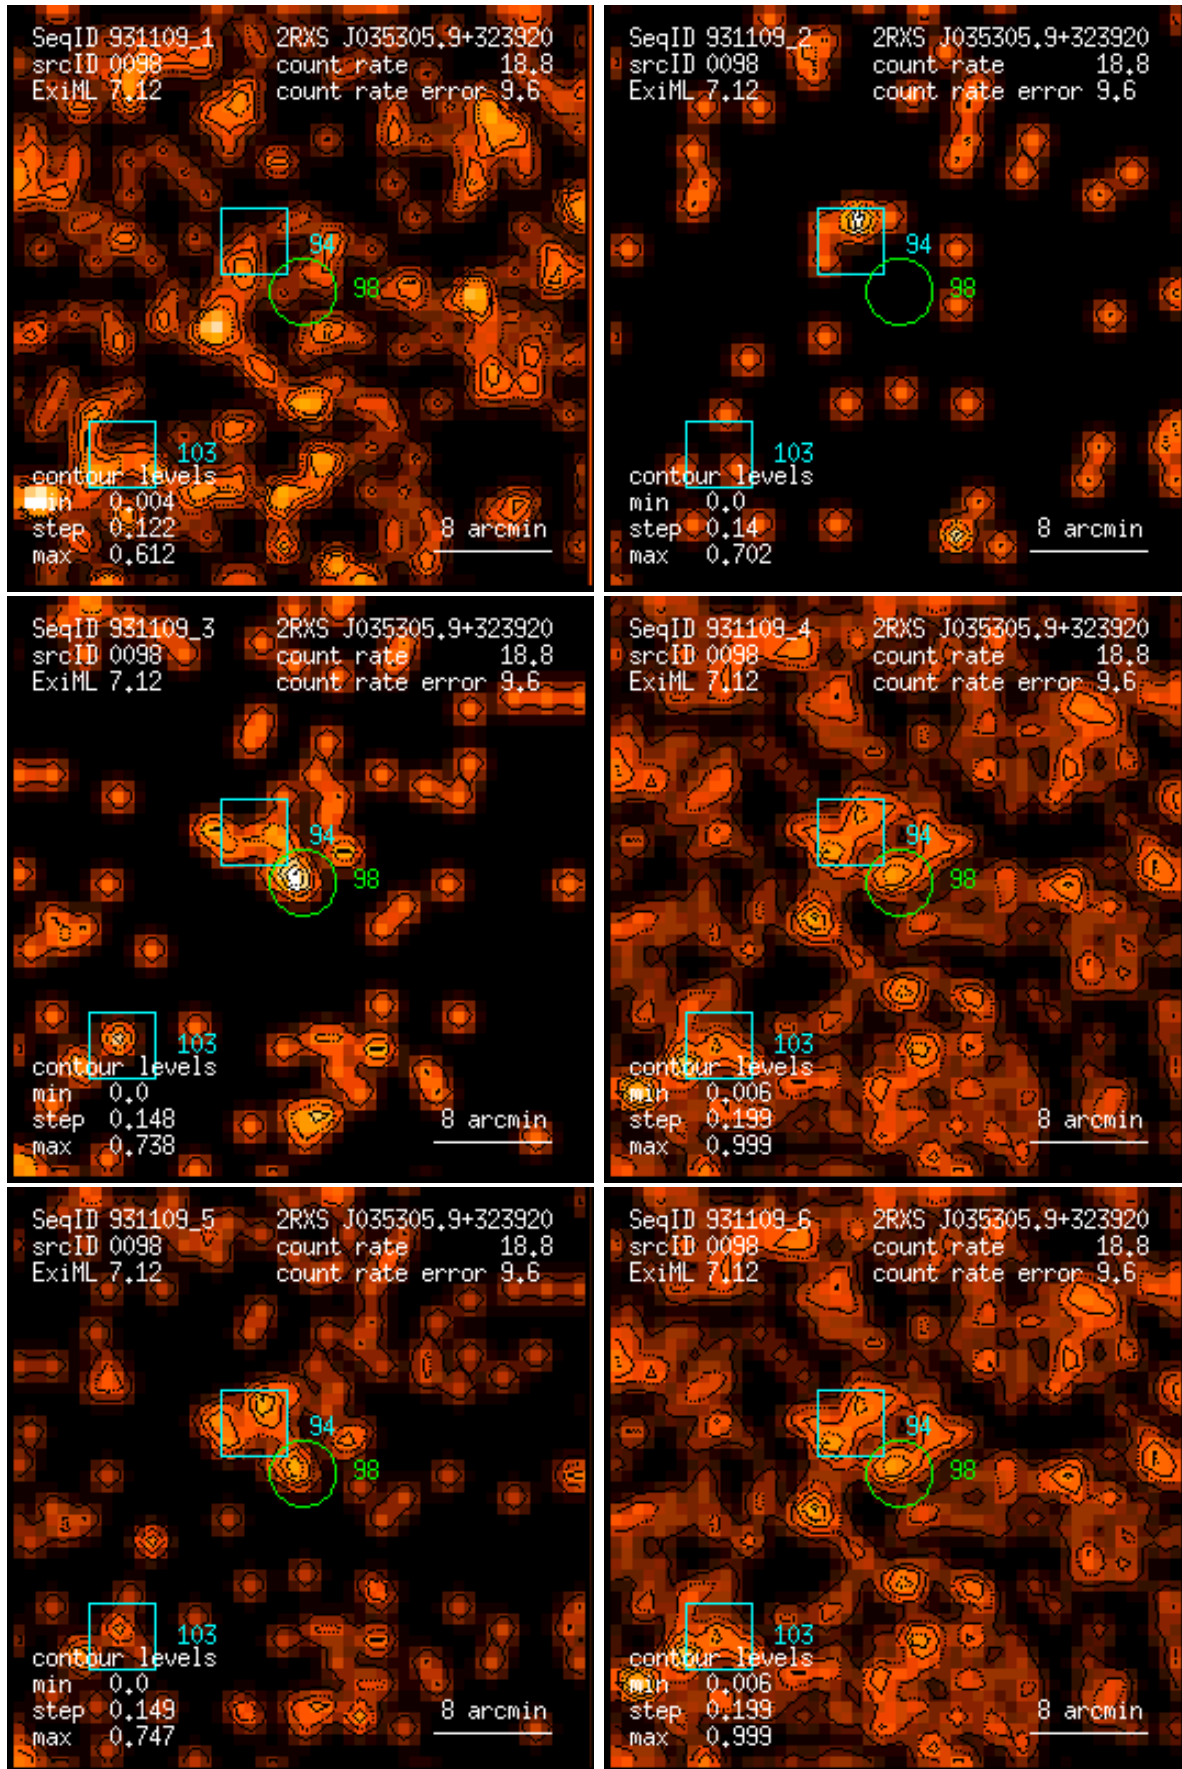 SeqID 931109_1 2RXS J035305.9+323920
srcID 0098 count rate 18.8
ExiML 7.12 count rate error 9.6
94
98
103
contour levels
min 0.004
step 0.122 8 arcmin
max 0.612
SeqID 931109_2 2RXS J035305.9+323920
srcID 0098 count rate 18.8
ExiML 7.12 count rate error 9.6
94
98
103
contour levels
min 0.0
step 0.14 8 arcmin
max 0.702
SeqID 931109_3 2RXS J035305.9+323920
srcID 0098 count rate 18.8
ExiML 7.12 count rate error 9.6
94
98
103
contour levels
min 0.0
step 0.148 8 arcmin
max 0.738
SeqID 931109_4 2RXS J035305.9+323920
srcID 0098 count rate 18.8
ExiML 7.12 count rate error 9.6
94
98
103
contour levels
min 0.006
step 0.199 8 arcmin
max 0.999
SeqID 931109_5 2RXS J035305.9+323920
srcID 0098 count rate 18.8
ExiML 7.12 count rate error 9.6
94
98
103
contour levels
min 0.0
step 0.149 8 arcmin
max 0.747
SeqID 931109_6 2RXS J035305.9+323920
srcID 0098 count rate 18.8
ExiML 7.12 count rate error 9.6
94
98
103
contour levels
min 0.006
step 0.199 8 arcmin
max 0.999